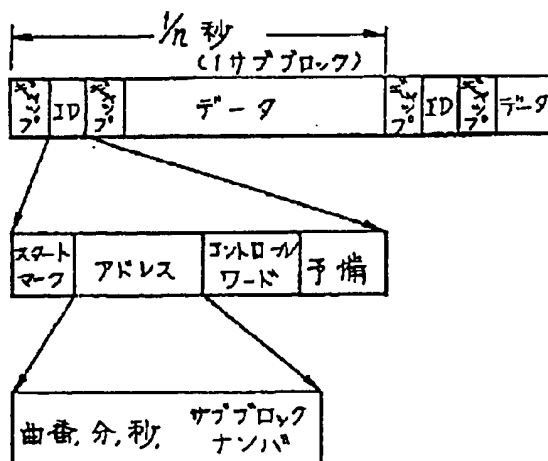 1/n 秒
(1サブブロック)
ギャップ ID ギャップ データ ギャップ ID ギャップ データ
スタート
マーク
アドレス
コントロール
ワード
予備
曲番, 分, 秒,
サブブロック
ナンバ